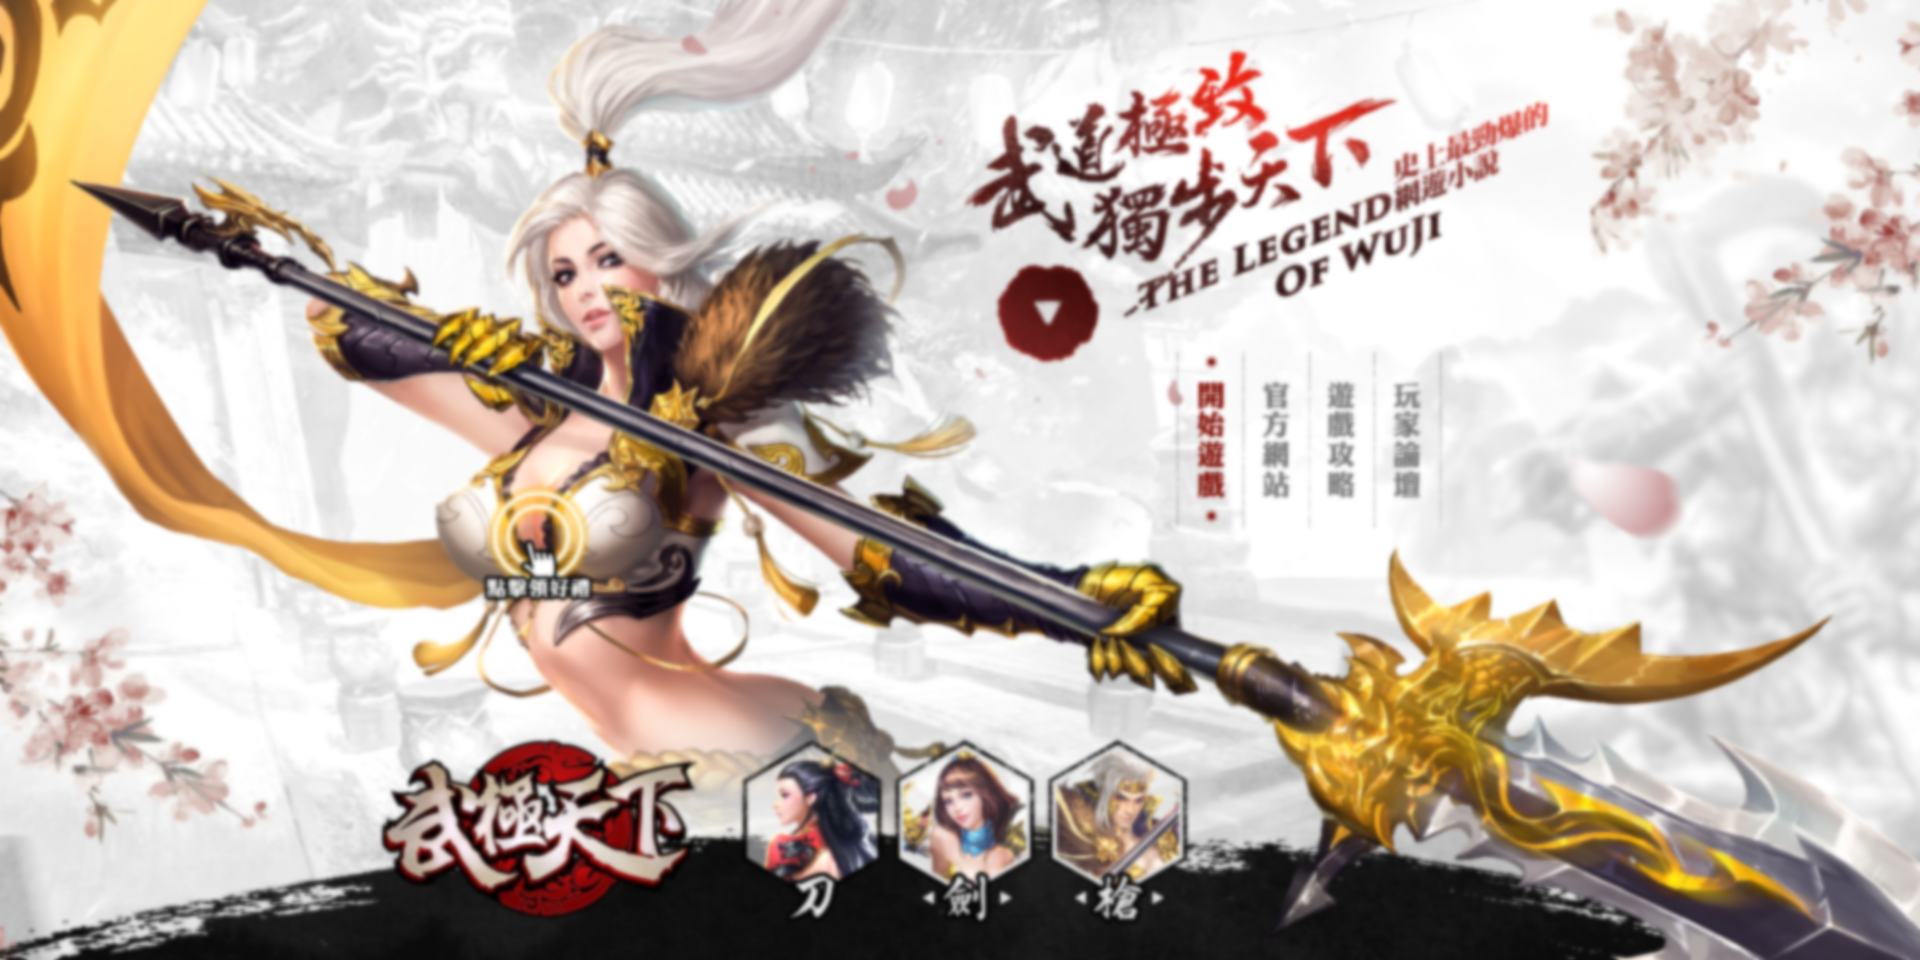 武道極致
獨步天下
史上最勁爆的
網遊小說
THE LEGEND
OF WUJI
開始遊戲
官方網站
遊戲攻略
玩家論壇
點擊領好禮
武極天下
刀
劍
槍